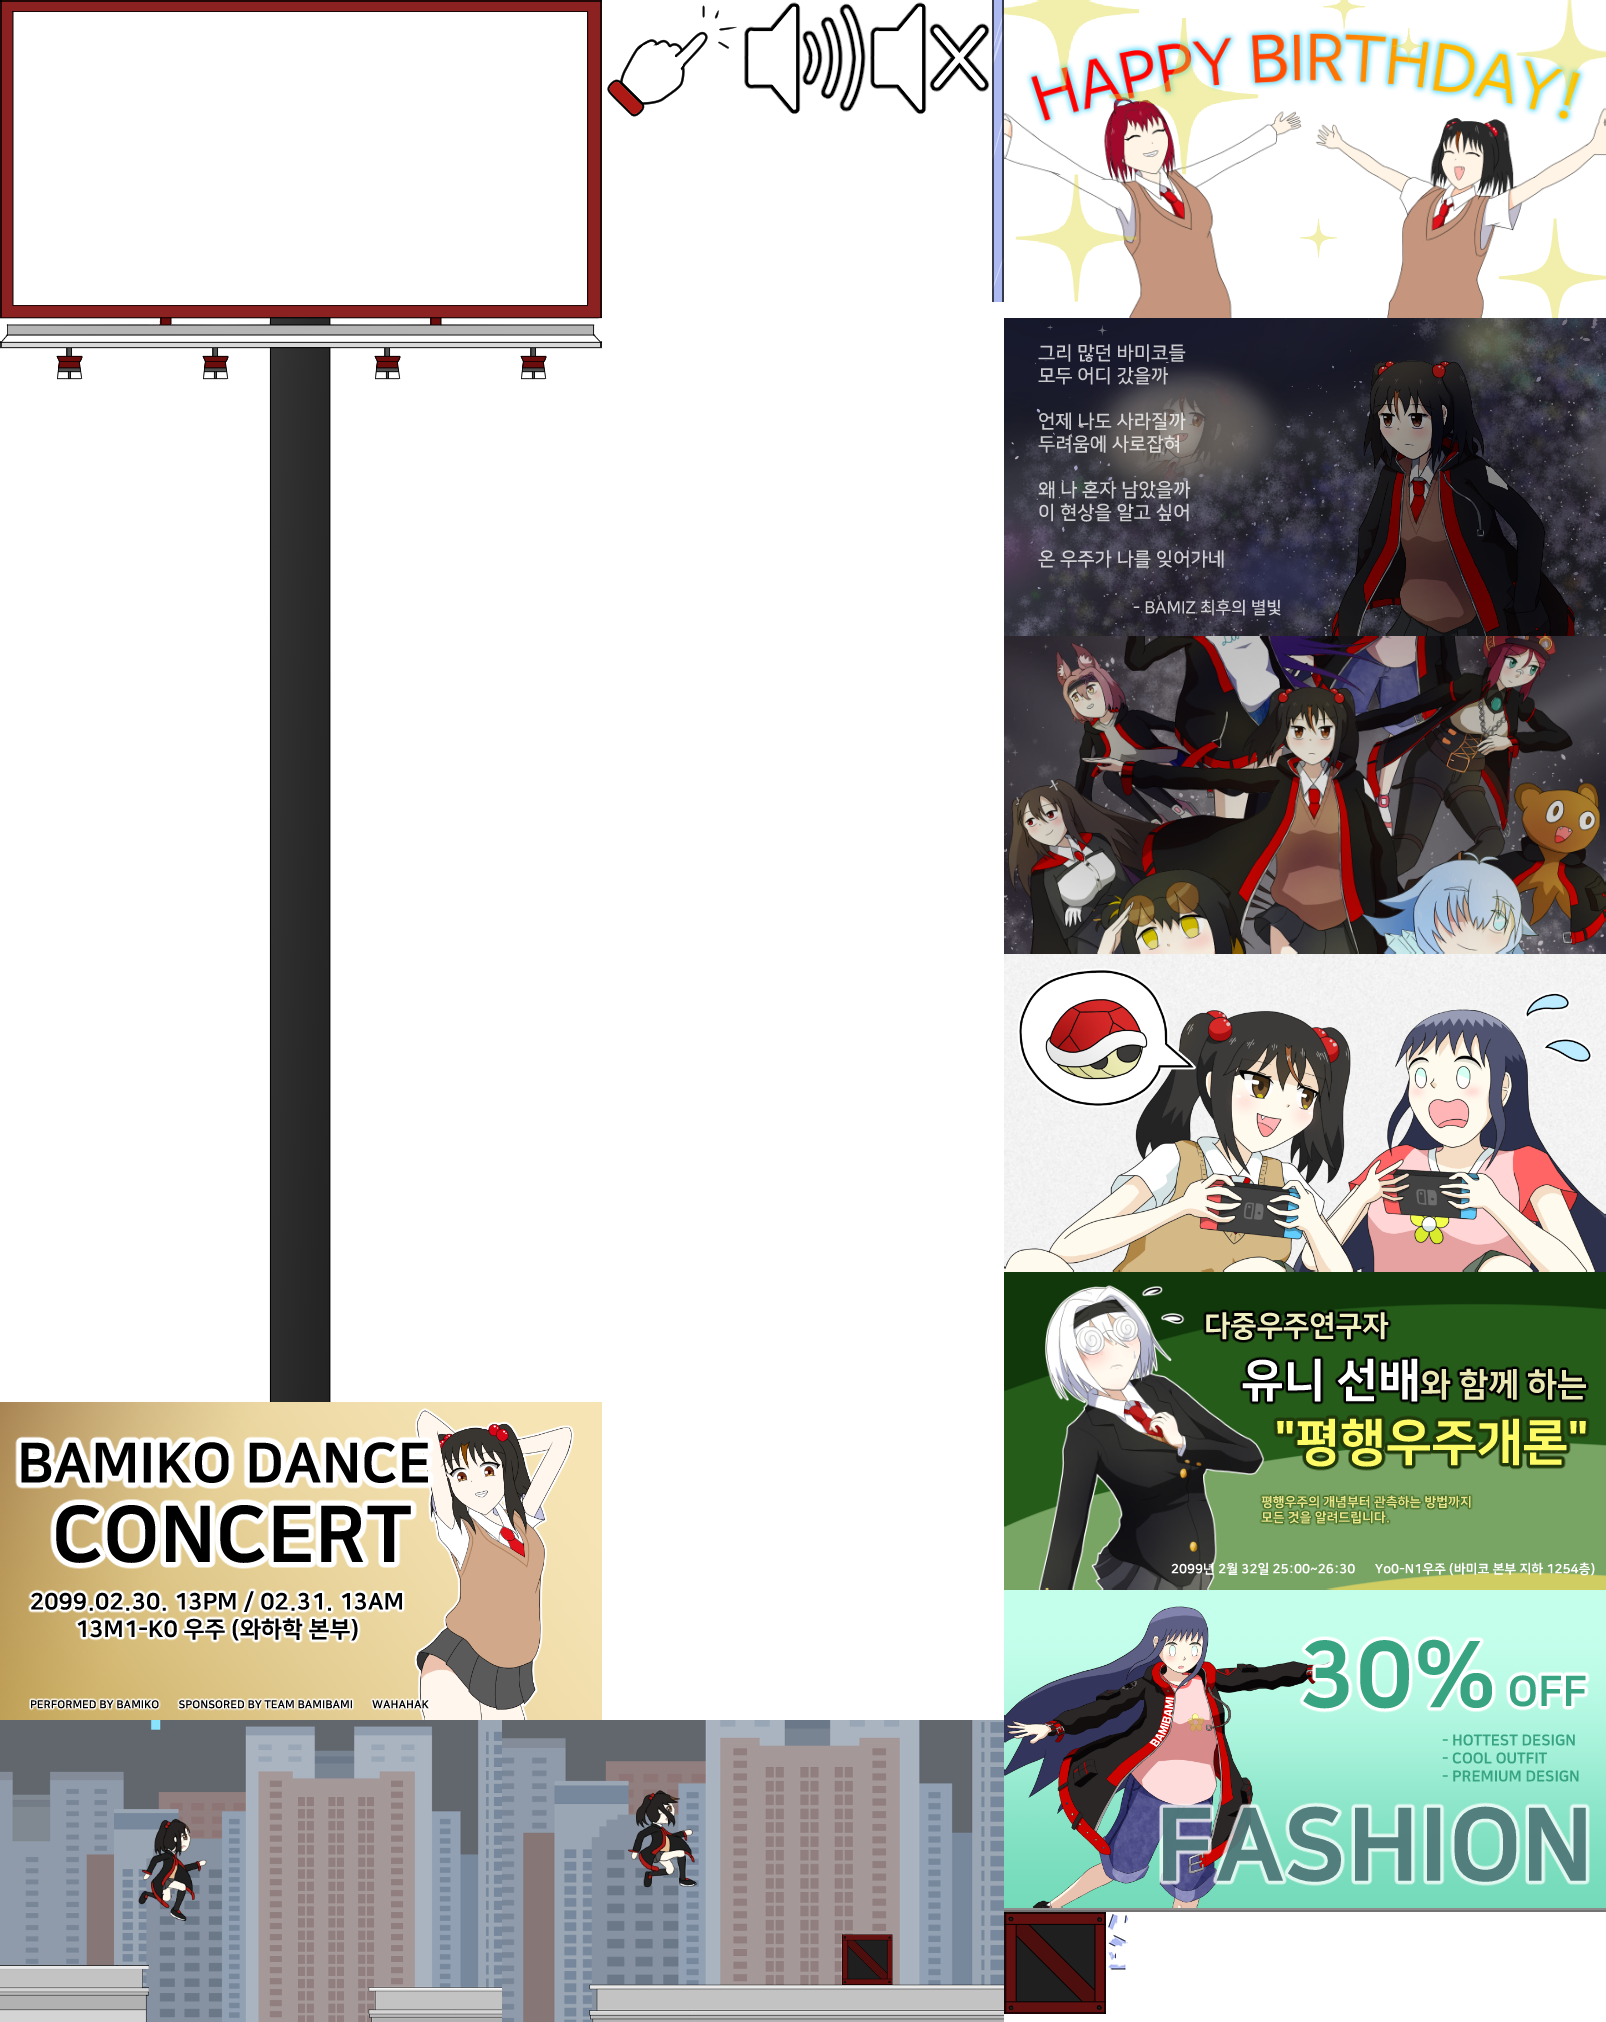 HAPPY BIRTHDAY!
그리 많던 바미코들
모두 어디 갔을까
언제 나도 사라질까
두려움에 사로잡혀
왜 나 혼자 남았을까
이 현상을 알고 싶어
온 우주가 나를 잊어가네
- BAMIZ 최후의 별빛
다중우주연구자
유니 선배와 함께 하는
"평행우주개론"
평행우주의 개념부터 관측하는 방법까지
모든 것을 알려드립니다.
2099년 2월 32일 25:00~26:30 Yo0-N1우주 (바미코 본부 지하 1254층)
BAMIKO DANCE
CONCERT
2099.02.30. 13PM / 02.31. 13AM
13M1-K0 우주 (와하학 본부)
PERFORMED BY BAMIKO SPONSORED BY TEAM BAMIBAMI WAHAHAK
30% OFF
- HOTTEST DESIGN
- COOL OUTFIT
- PREMIUM DESIGN
BAMIBAMI
FASHION